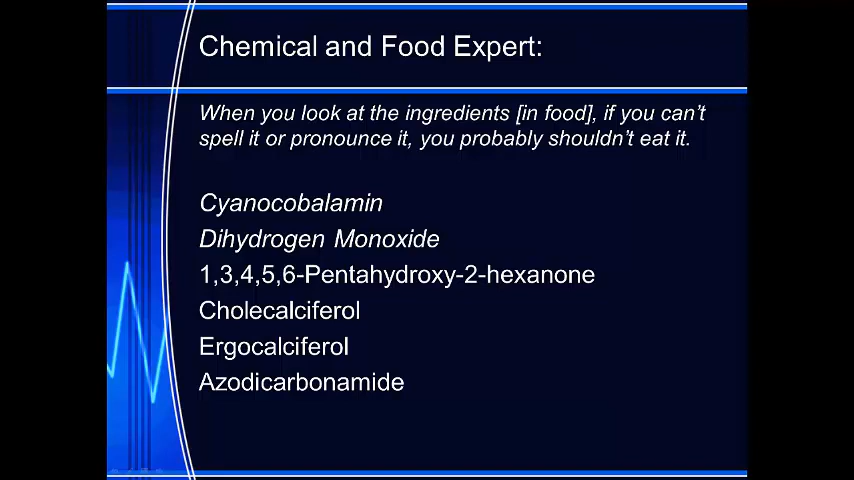 Chemical and Food Expert:
When you look at the ingredients [in food], if you can't
spell it or pronounce it, you probably shouldn't eat it.
Cyanocobalamin
Dihydrogen Monoxide
1,3,4,5,6-Pentahydroxy-2-hexanone
Cholecalciferol
Ergocalciferol
Azodicarbonamide